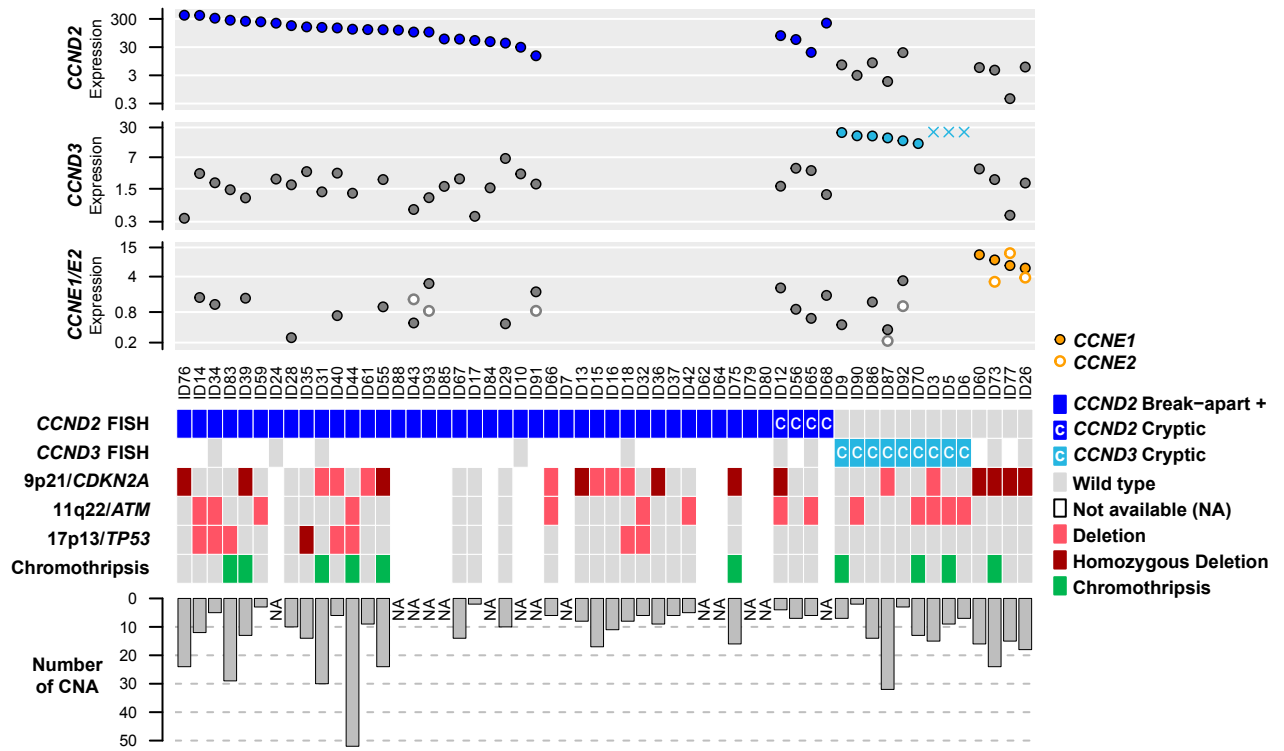 CCND2
Expression
300
30
3
0.3
CCND3
Expression
30
7
1.5
0.3
CCNE1/E2
Expression
15
4
0.8
0.2
CCNE1
CCNE2
ID76 ID14 ID34 ID83 ID39 ID59 ID24 ID28 ID35 ID31 ID40 ID44 ID61 ID55 ID88 ID43 ID93 ID85 ID67 ID17 ID84 ID29 ID10 ID91 ID66 ID7 ID13 ID15 ID16 ID18 ID32 ID36 ID37 ID42 ID62 ID64 ID75 ID79 ID80 ID12 ID56 ID65 ID68 ID9 ID90 ID86 ID87 ID92 ID70 ID3 ID5 ID6 ID60 ID73 ID77 ID26
CCND2 FISH
C C C C
CCND3 FISH
C C C C C C C C C
9p21/CDKN2A
11q22/ATM
17p13/TP53
Chromothripsis
CCND2 Break−apart +
C CCND2 Cryptic
C CCND3 Cryptic
Wild type
Not available (NA)
Deletion
Homozygous Deletion
Chromothripsis
Number
of CNA
0
10
20
30
40
50
NA NA NA NA NA NA NA NA NA NA NA NA NA NA NA